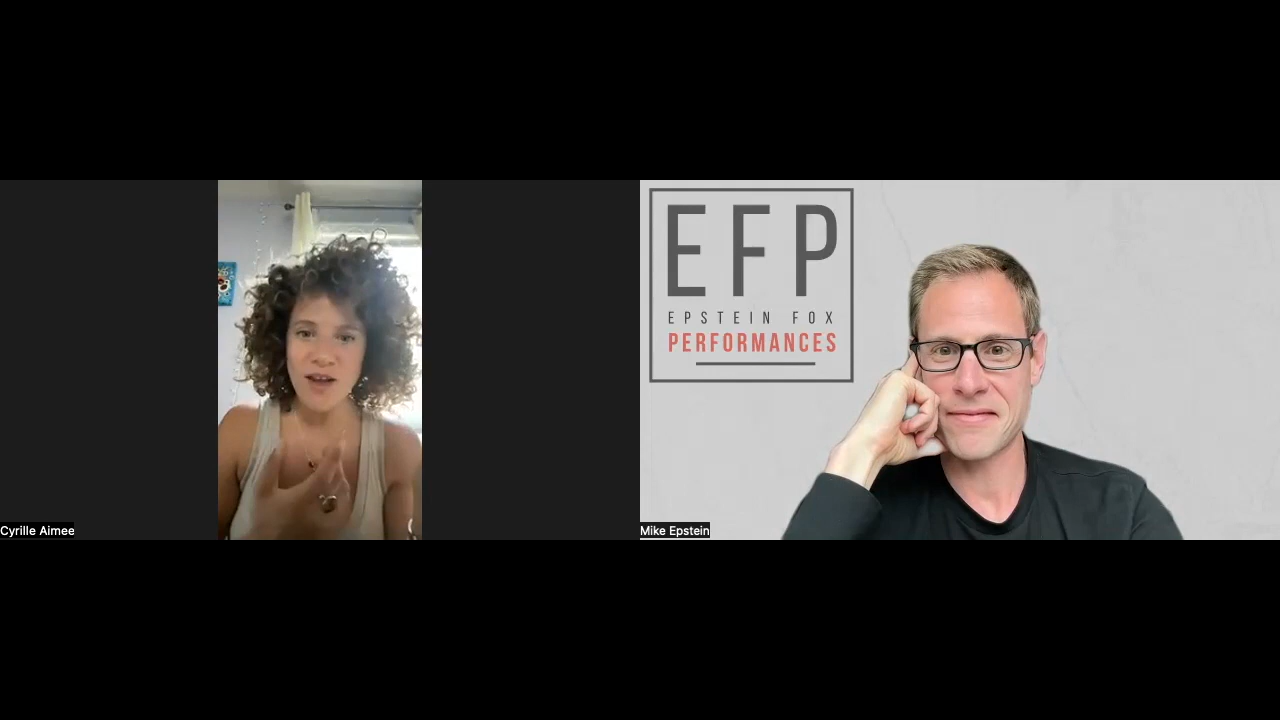 EFP
EPSTEIN FOX
PERFORMANCES
Cyrille Aimee
Mike Epstein